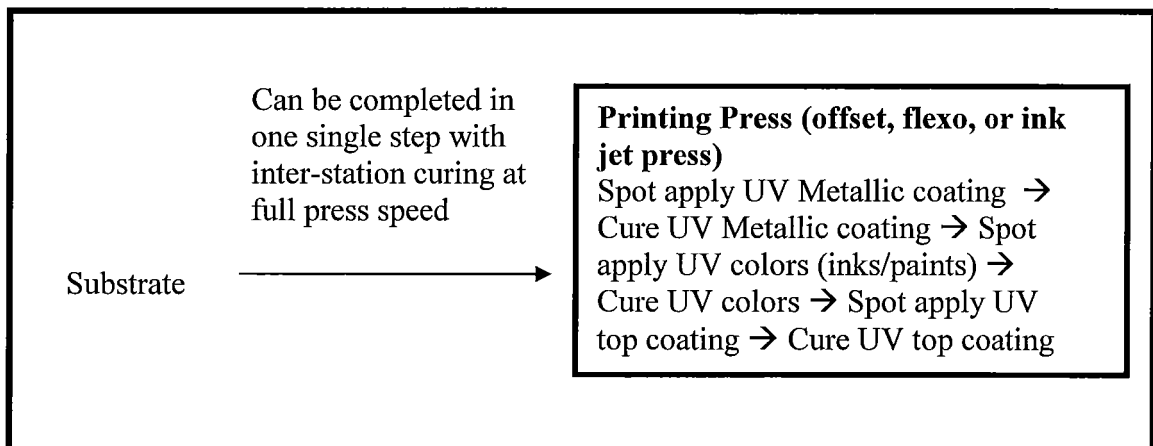 Can be completed in
one single step with
inter-station curing at
full press speed
Substrate
Printing Press (offset, flexo, or ink
jet press)
Spot apply UV Metallic coating →
Cure UV Metallic coating → Spot
apply UV colors (inks/paints) →
Cure UV colors → Spot apply UV
top coating → Cure UV top coating